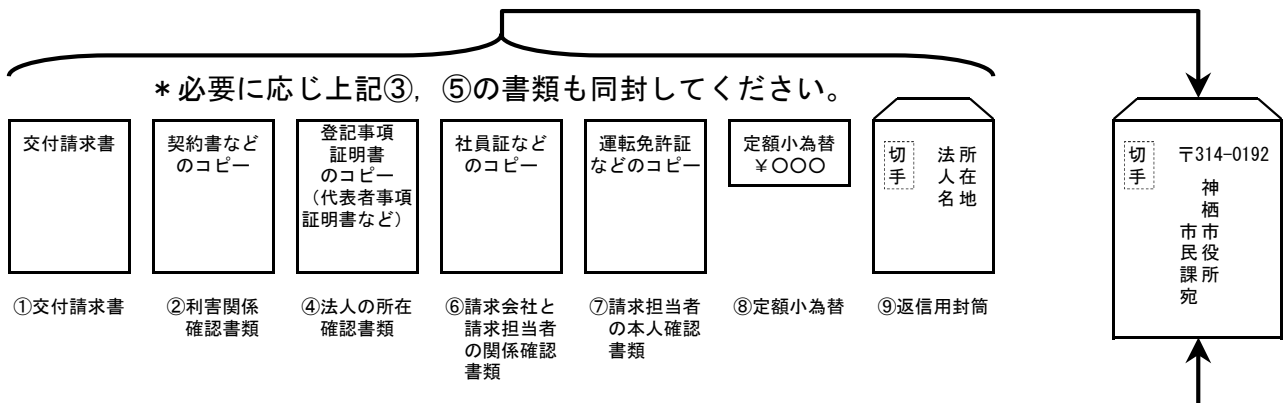 *必要に応じ上記③，⑤の書類も同封してください。
交付請求書
契約書など
のコピー
登記事項
証明書
のコピー
（代表者事項
証明書など）
社員証など
のコピー
運転免許証
などのコピー
定額小為替
￥〇〇〇
切手
所在地
法人名
①交付請求書
②利害関係
確認書類
④法人の所在
確認書類
⑥請求会社と
請求担当者
の関係確認
書類
⑦請求担当者
の本人確認
書類
⑧定額小為替
⑨返信用封筒
切手
〒314-0192
神栖市役所
市民課宛